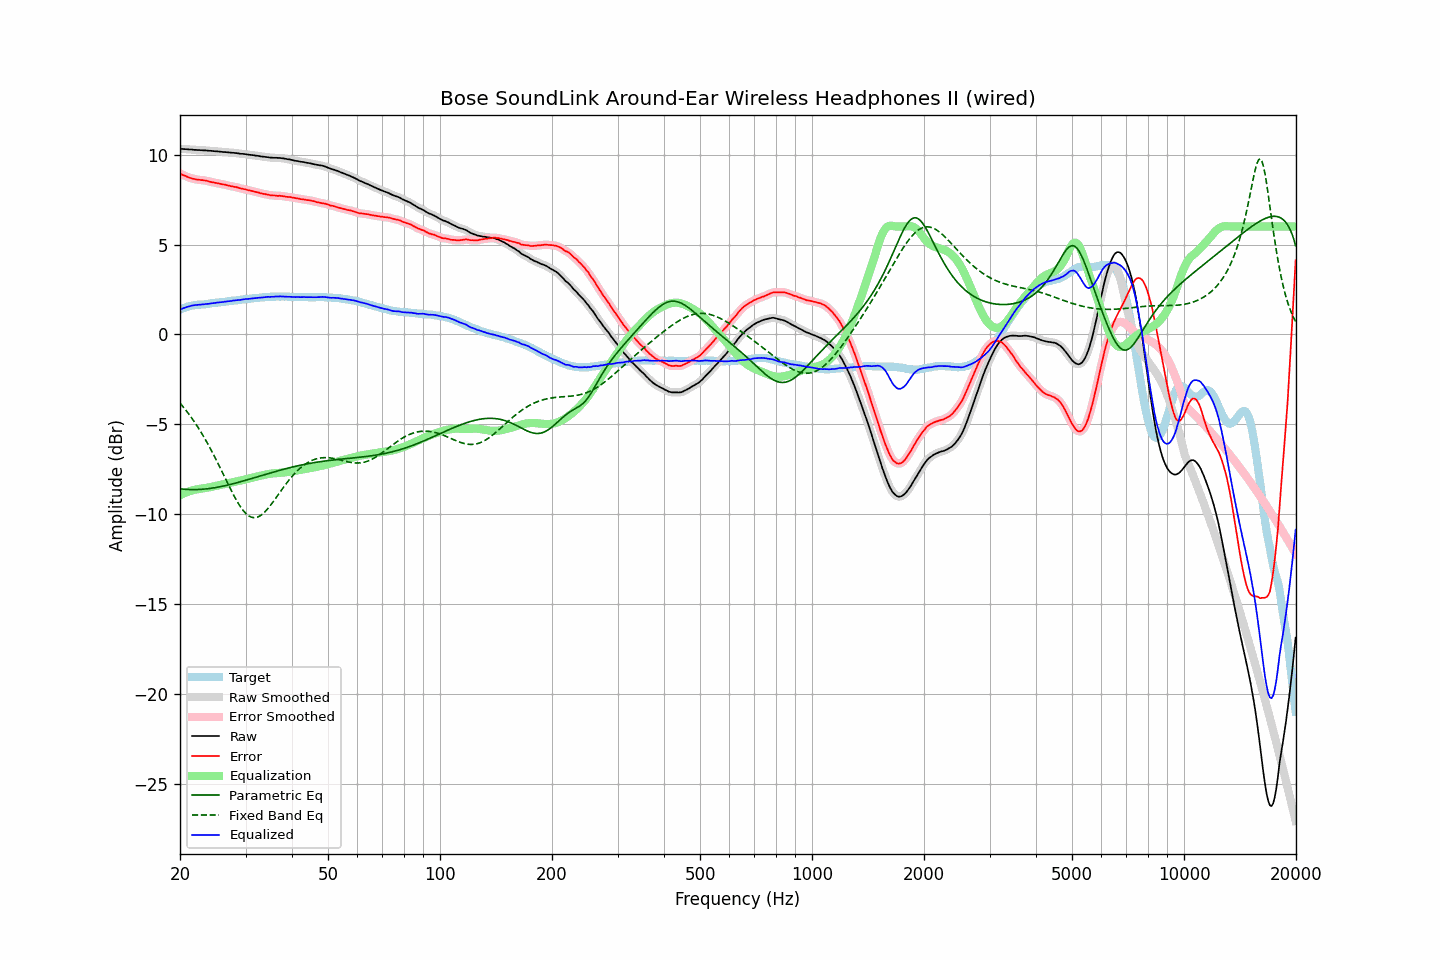 Bose SoundLink Around-Ear Wireless Headphones II (wired)
Amplitude (dBr)
10
5
0
−5
−10
−15
−20
−25
Target
Raw Smoothed
Error Smoothed
Raw
Error
Equalization
Parametric Eq
Fixed Band Eq
Equalized
20 50 100 200 500 1000 2000 5000 10000 20000
Frequency (Hz)